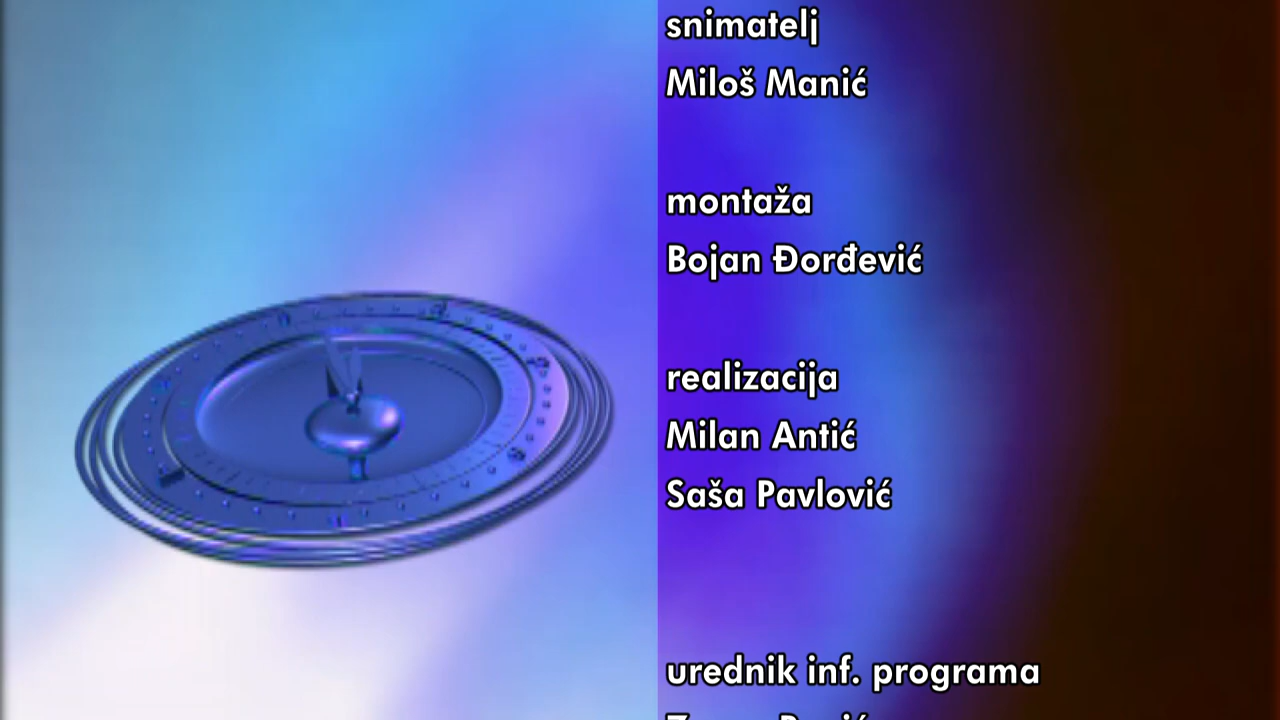 snimatelj
Miloš Manić
montaža
Bojan Đorđević
realizacija
Milan Antić
Saša Pavlović
urednik inf. programa